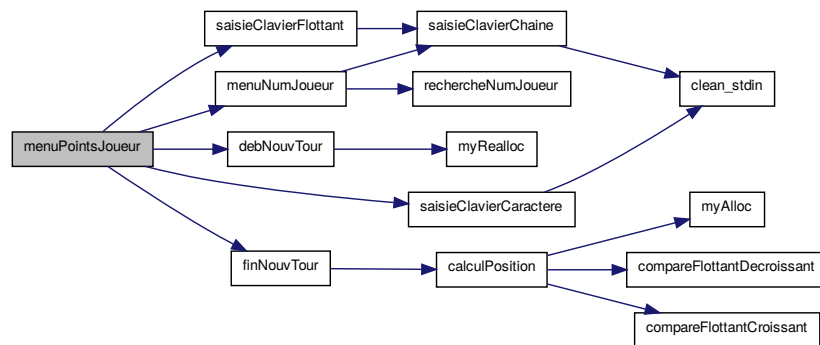 saisieClavierFlottant
saisieClavierChaine
menuNumJoueur
rechercheNumJoueur
clean_stdin
menuPointsJoueur
debNouvTour
myRealloc
saisieClavierCaractere
myAlloc
finNouvTour
calculPosition
compareFlottantDecroissant
compareFlottantCroissant